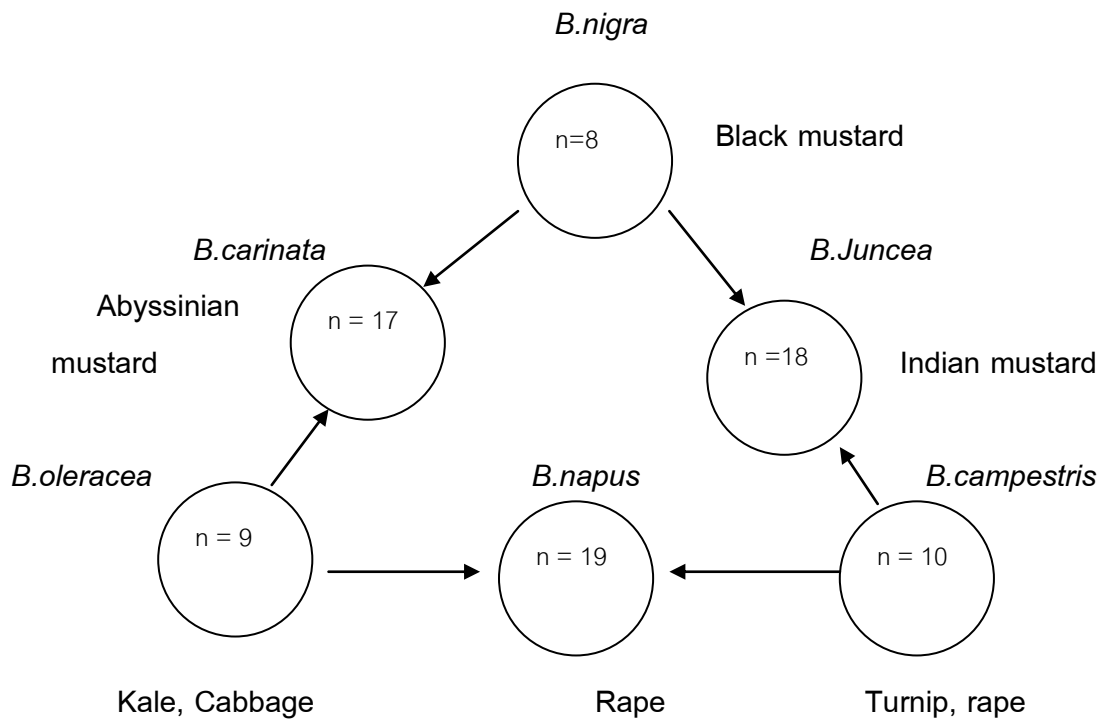 B.nigra
n=8
Black mustard
B.carinata
B.Juncea
Abyssinian
mustard
n = 17
n =18
Indian mustard
B.oleracea
B.napus
B.campestris
n = 9
n = 19
n = 10
Kale, Cabbage
Rape
Turnip, rape